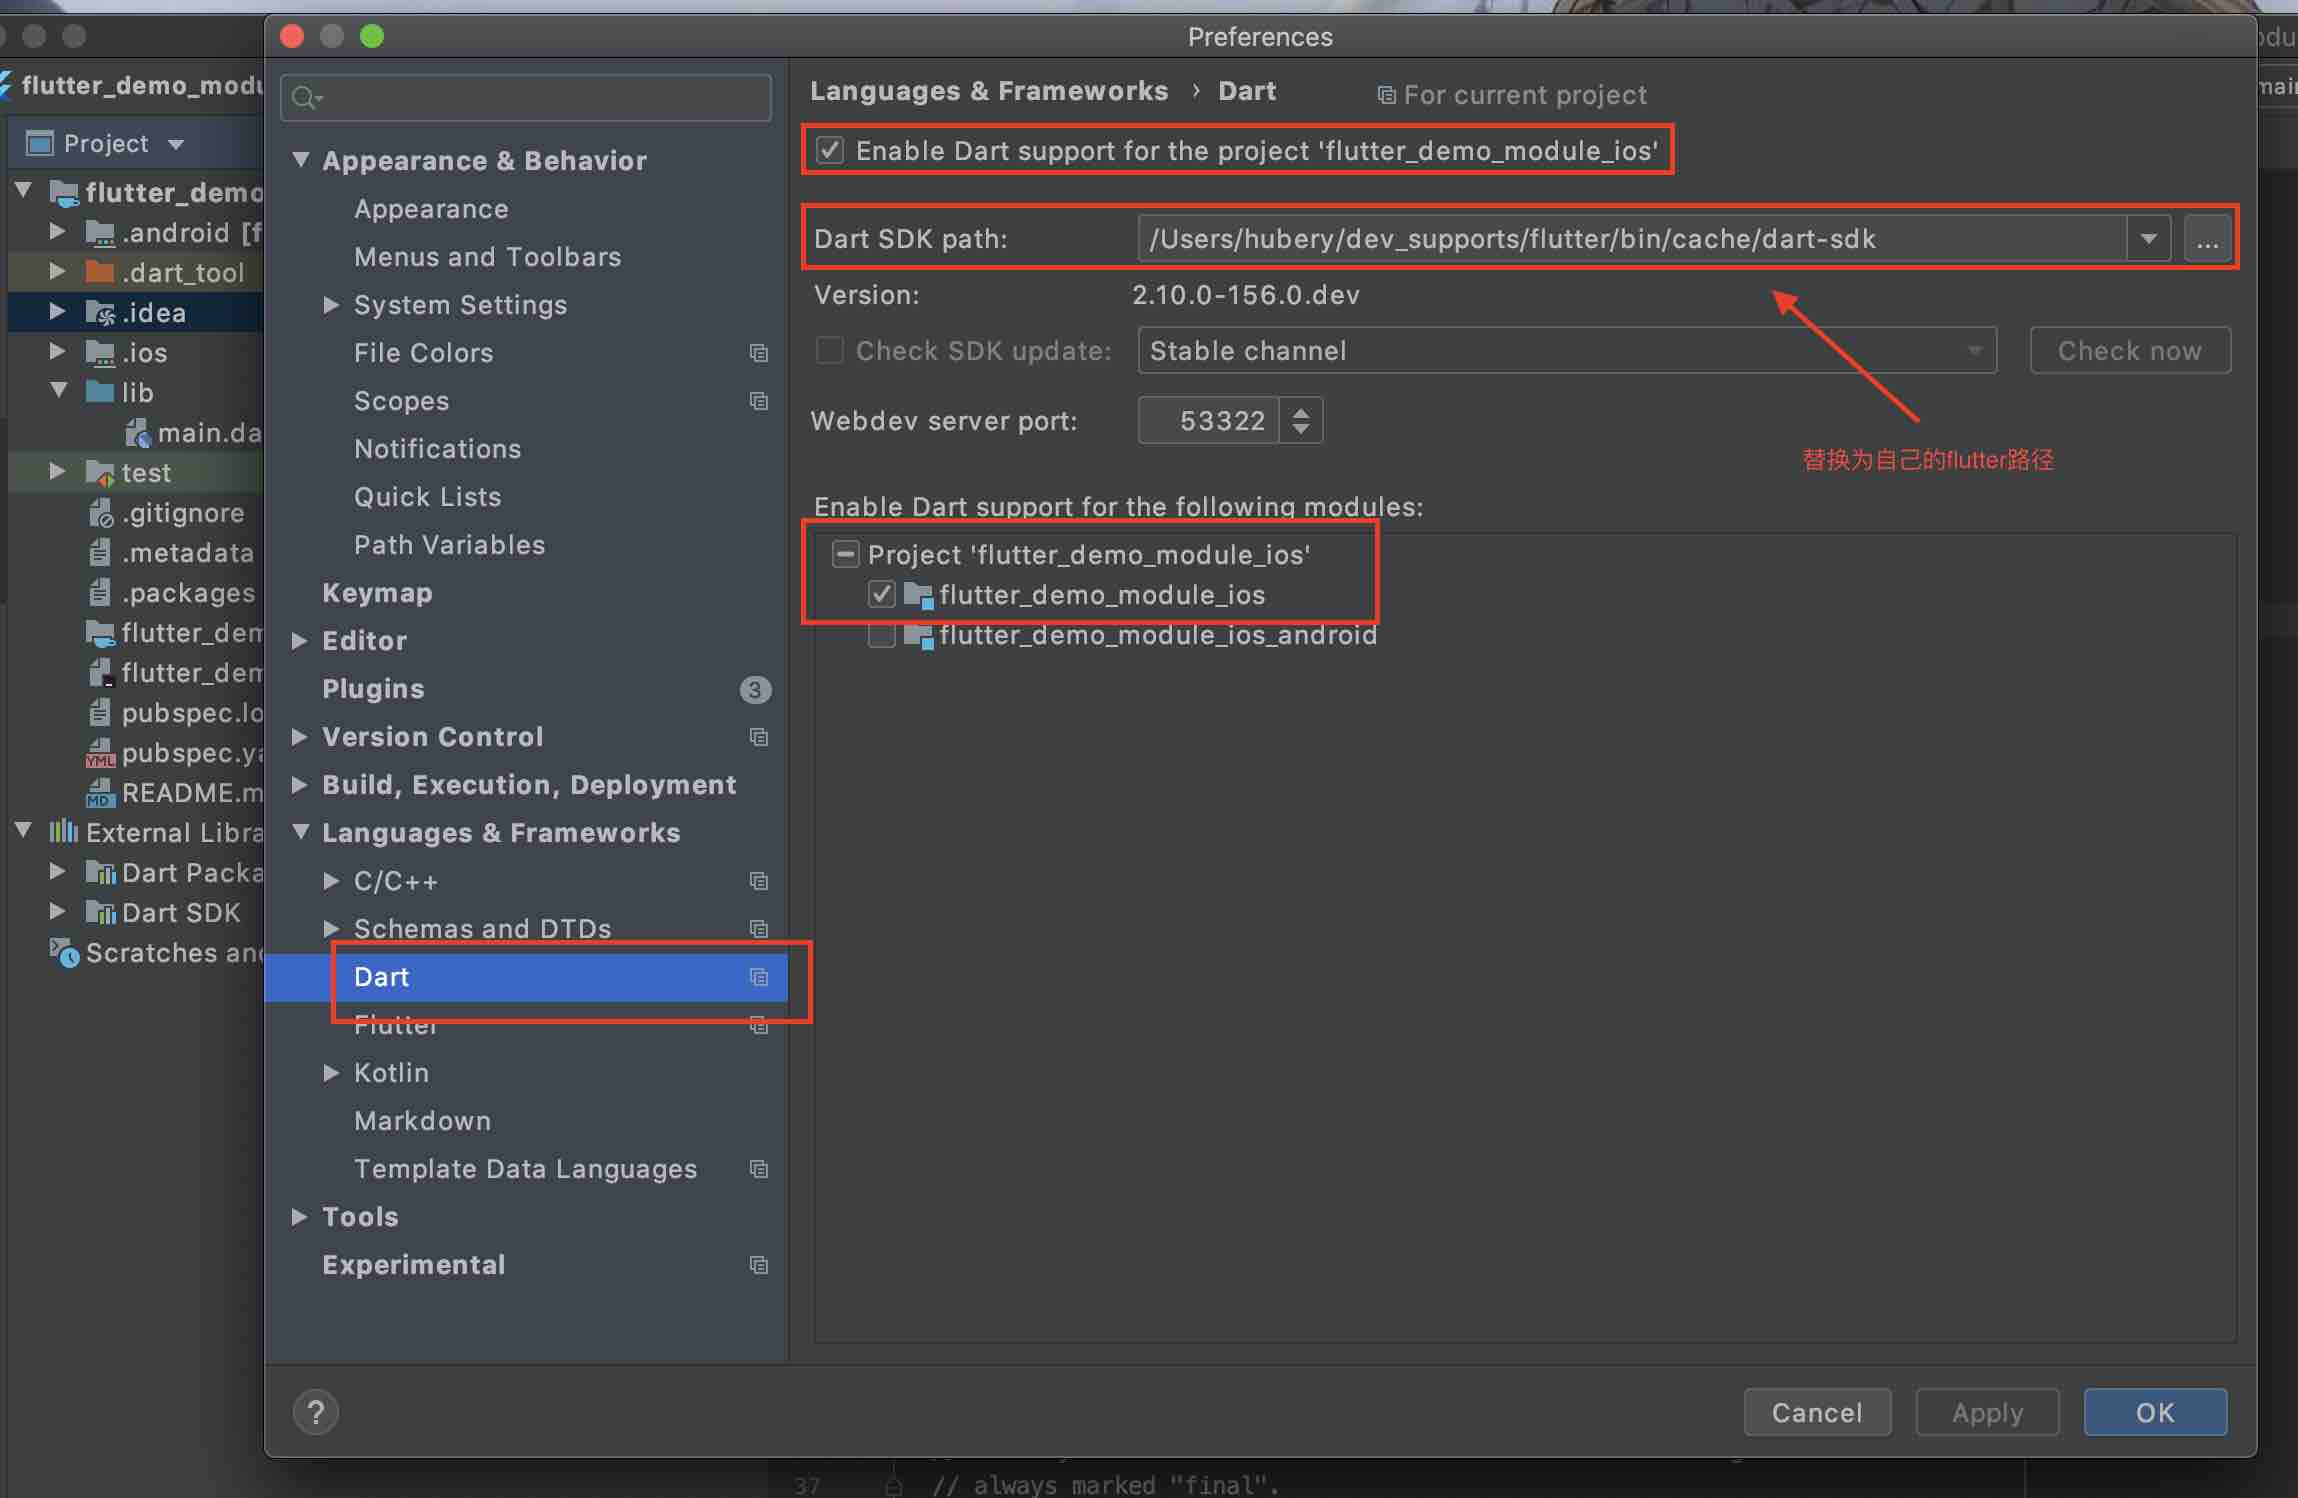 Preferences
flutter_demo_modu
Project
flutter_demo
.android [f
.dart_tool
.idea
.ios
lib
main.da
test
.gitignore
.metadata
.packages
flutter_dem
flutter_dem
pubspec.lo
pubspec.ya
README.m
External Libra
Dart Packa
Dart SDK
Scratches and
Appearance & Behavior
Appearance
Menus and Toolbars
System Settings
File Colors
Scopes
Notifications
Quick Lists
Path Variables
Keymap
Editor
Plugins 3
Version Control
Build, Execution, Deployment
Languages & Frameworks
C/C++
Schemas and DTDs
Dart
Flutter
Kotlin
Markdown
Template Data Languages
Tools
Experimental
Languages & Frameworks › Dart For current project
Enable Dart support for the project 'flutter_demo_module_ios'
Dart SDK path: /Users/hubery/dev_supports/flutter/bin/cache/dart-sdk ...
Version: 2.10.0-156.0.dev
Check SDK update: Stable channel Check now
Webdev server port: 53322
替换为自己的flutter路径
Enable Dart support for the following modules:
Project 'flutter_demo_module_ios'
flutter_demo_module_ios
flutter_demo_module_ios_android
? Cancel Apply OK
37 // always marked "final".